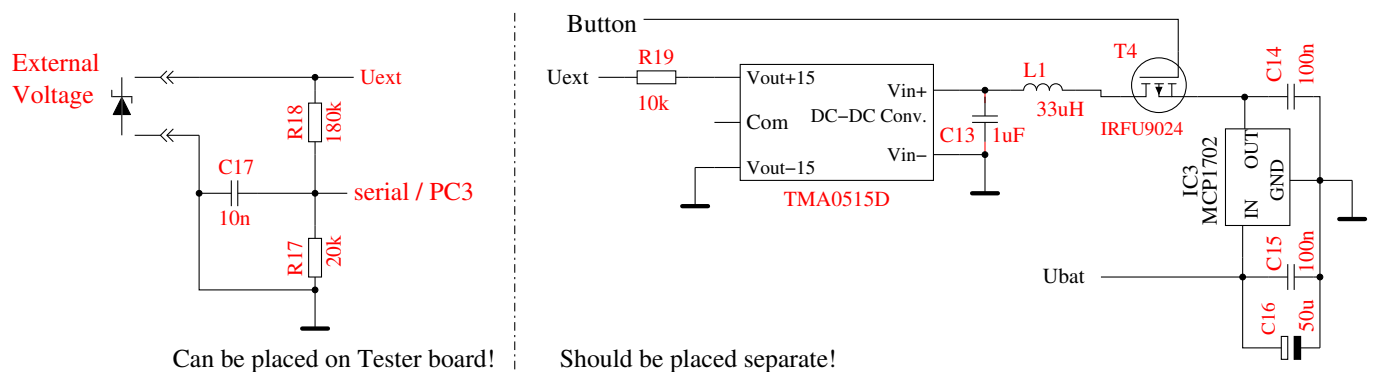 External
Voltage
Uext
R18
180k
C17
10n
serial / PC3
R17
20k
Can be placed on Tester board!
Button
Uext
R19
10k
Vout+15
Com
Vout−15
Vin+
DC−DC Conv.
Vin−
TMA0515D
C13
1uF
L1
33uH
T4
IRFU9024
C14
100n
IC3
MCP1702
OUT
GND
IN
C15
100n
Ubat
C16
50u
Should be placed separate!